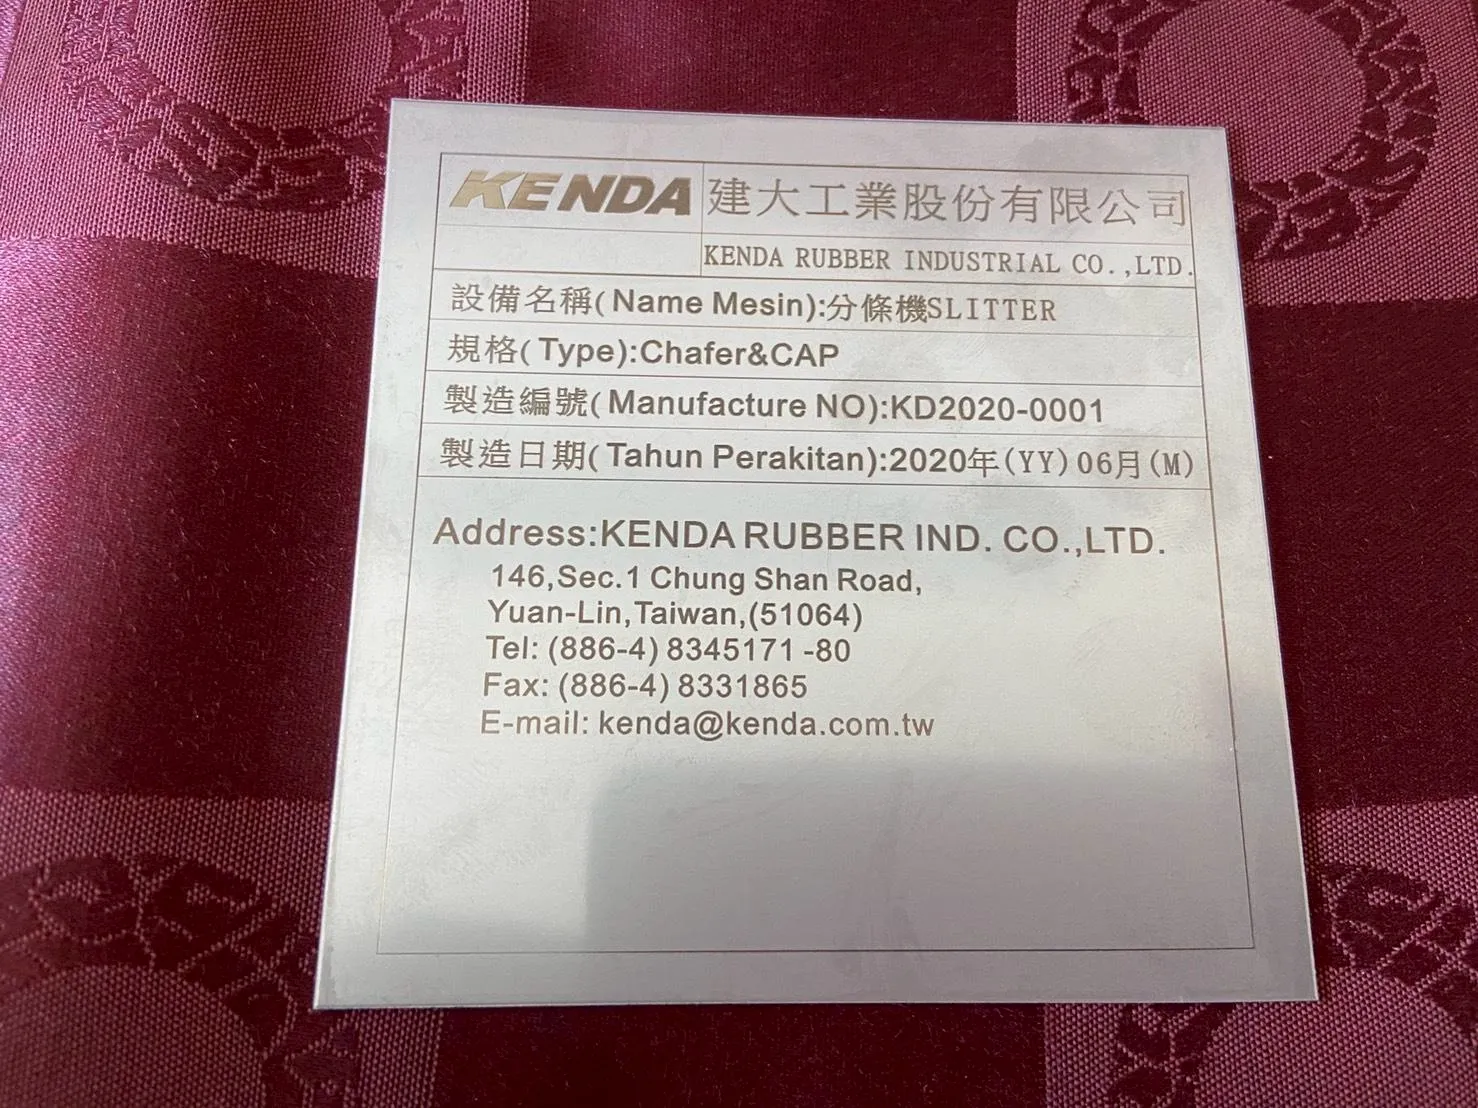 KENDA 建大工業股份有限公司
KENDA RUBBER INDUSTRIAL CO.,LTD.
設備名稱(Name Mesin):分條機SLITTER
規格(Type):Chafer&CAP
製造編號(Manufacture NO):KD2020-0001
製造日期(Tahun Perakitan):2020年(YY)06月(M)
Address:KENDA RUBBER IND. CO.,LTD.
146,Sec.1 Chung Shan Road,
Yuan-Lin,Taiwan,(51064)
Tel: (886-4) 8345171 -80
Fax: (886-4) 8331865
E-mail: kenda@kenda.com.tw